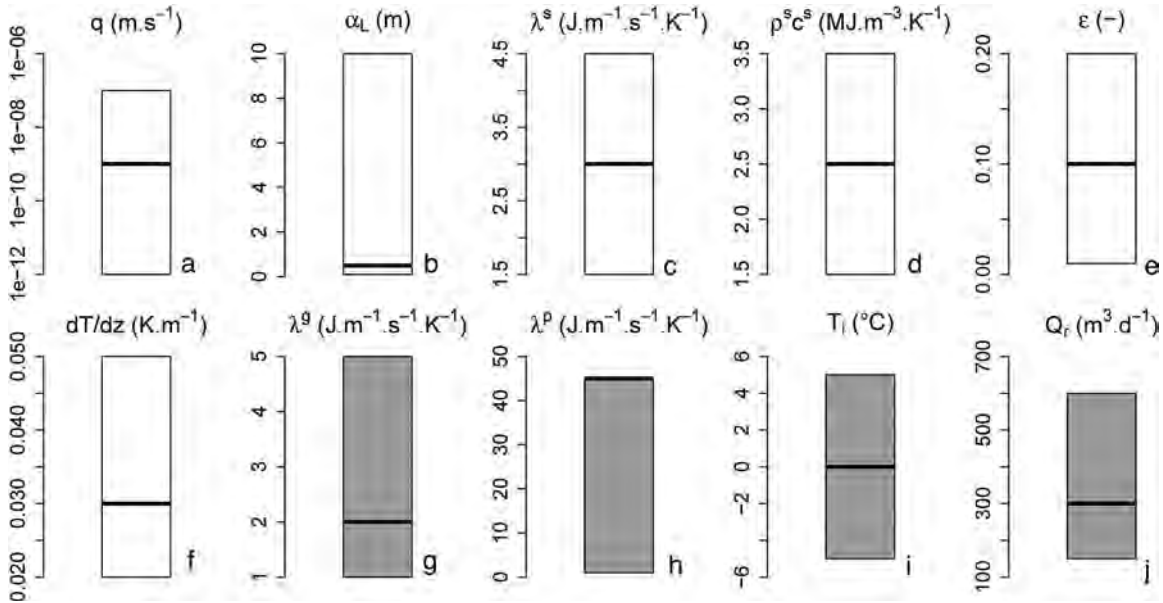 q (m.s⁻¹)
1e−06
1e−08
1e−10
1e−12
a
α_L (m)
10
8
6
4
2
0
b
λˢ (J.m⁻¹.s⁻¹.K⁻¹)
4.5
3.5
2.5
1.5
c
ρˢcˢ (MJ.m⁻³.K⁻¹)
3.5
3.0
2.5
2.0
1.5
d
ε (−)
0.20
0.10
0.00
e
dT/dz (K.m⁻¹)
0.050
0.040
0.030
0.020
f
λᵍ (J.m⁻¹.s⁻¹.K⁻¹)
5
4
3
2
1
g
λᵖ (J.m⁻¹.s⁻¹.K⁻¹)
50
40
30
20
10
0
h
T_i (°C)
6
4
2
0
−2
−6
i
Q_r (m³.d⁻¹)
700
500
300
100
j